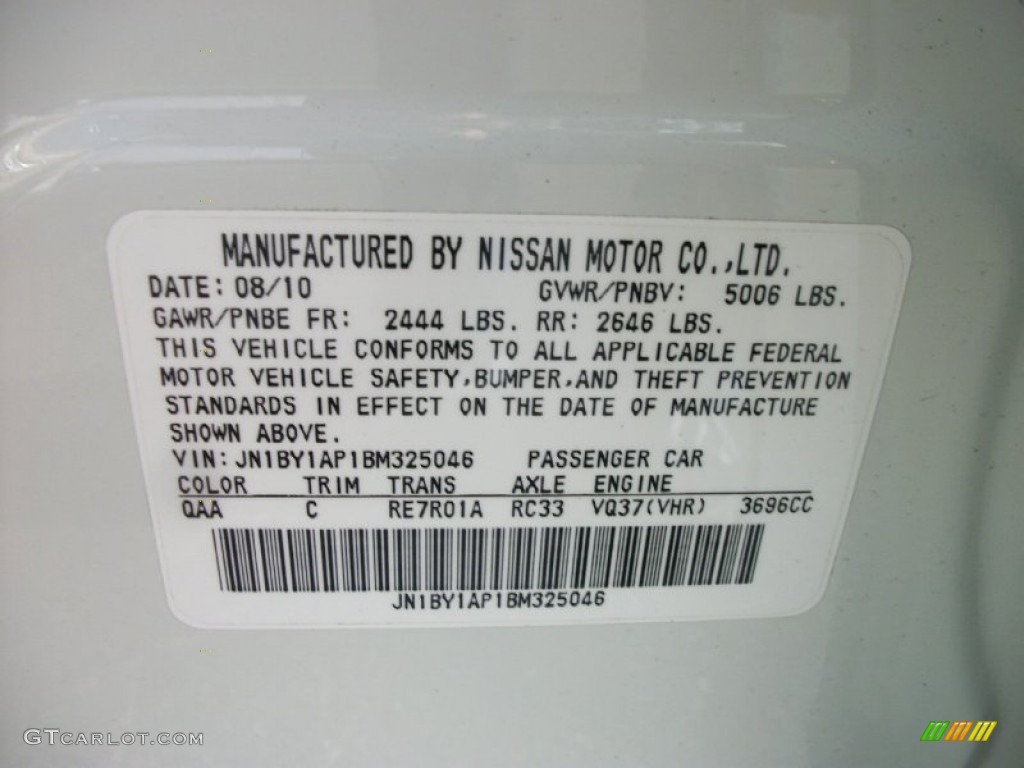 MANUFACTURED BY NISSAN MOTOR CO.,LTD.
DATE: 08/10 GVWR/PNBV: 5006 LBS.
GAWR/PNBE FR: 2444 LBS. RR: 2646 LBS.
THIS VEHICLE CONFORMS TO ALL APPLICABLE FEDERAL
MOTOR VEHICLE SAFETY,BUMPER,AND THEFT PREVENTION
STANDARDS IN EFFECT ON THE DATE OF MANUFACTURE
SHOWN ABOVE.
VIN: JN1BY1AP1BM325046 PASSENGER CAR
COLOR TRIM TRANS AXLE ENGINE
QAA C RE7R01A RC33 VQ37(VHR) 3696CC
JN1BY1AP1BM325046
GTCARLOT.COM